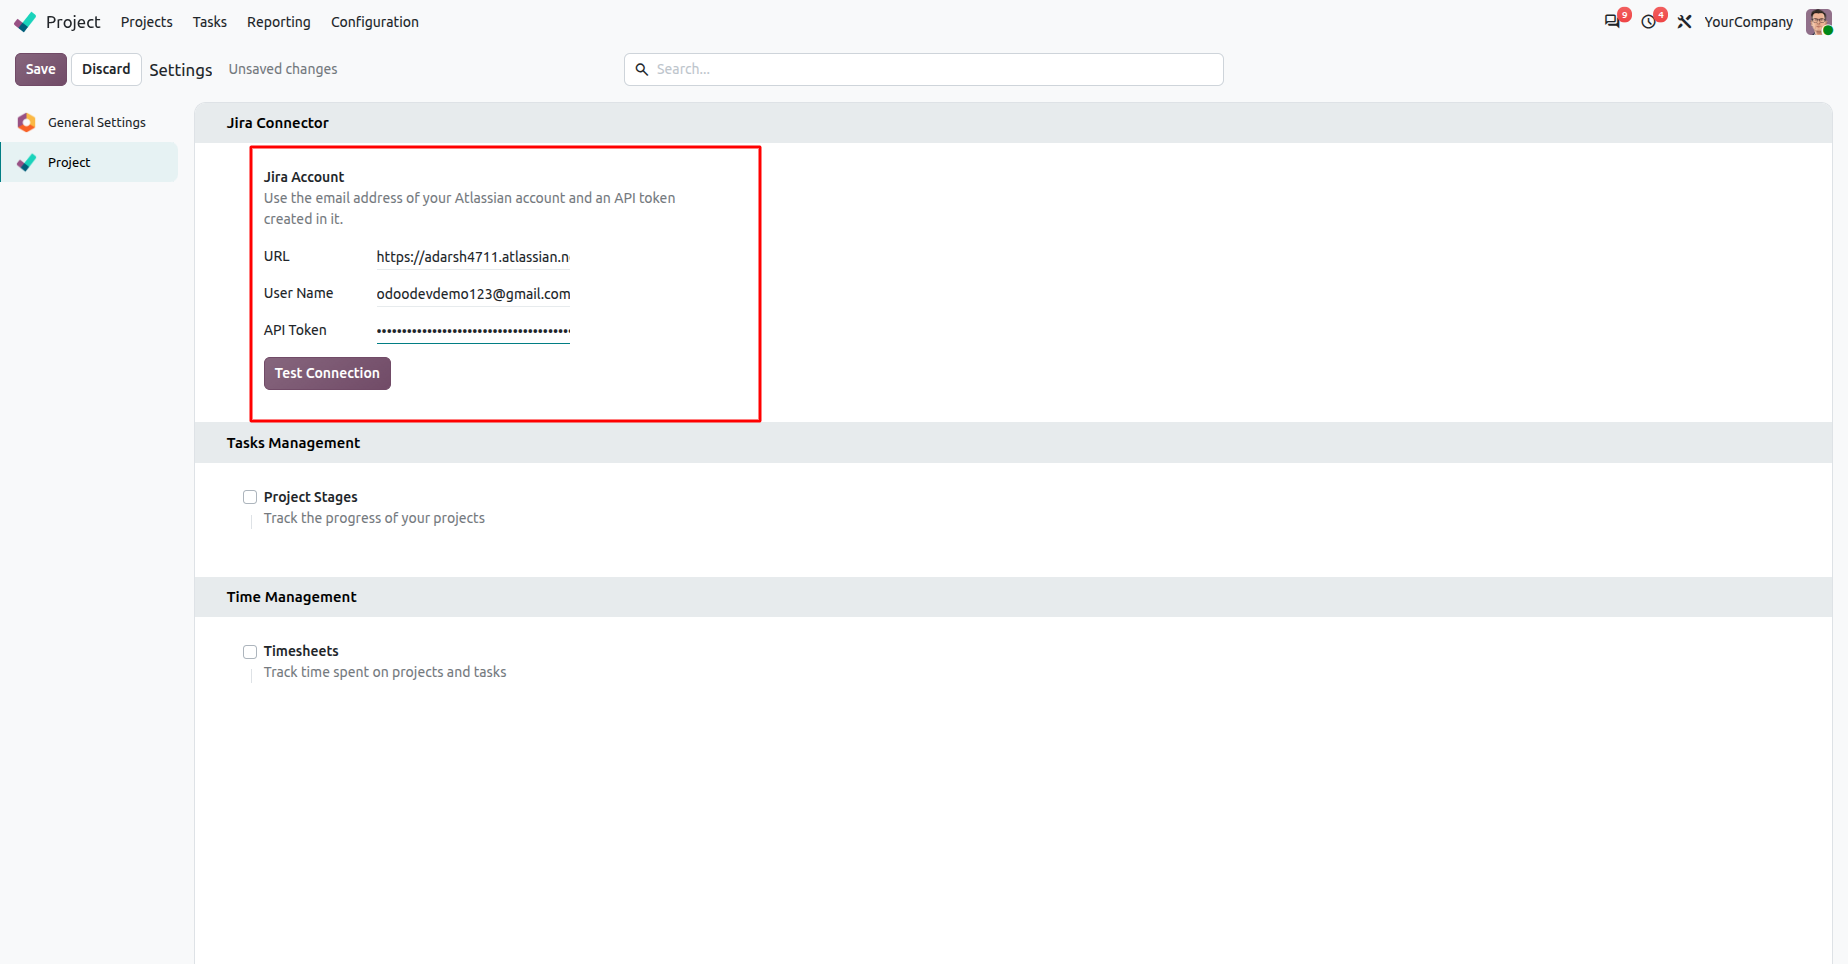 Project Projects Tasks Reporting Configuration 9 4 YourCompany
Save Discard Settings Unsaved changes Search...
General Settings
Project
Jira Connector
Jira Account
Use the email address of your Atlassian account and an API token
created in it.
URL https://adarsh4711.atlassian.n
User Name odoodevdemo123@gmail.com
API Token ••••••••••••••••••••••••••••••••••••••
Test Connection
Tasks Management
Project Stages
Track the progress of your projects
Time Management
Timesheets
Track time spent on projects and tasks